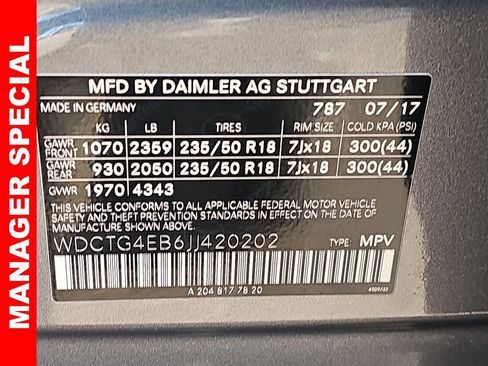 MANAGER SPECIAL
MFD BY DAIMLER AG STUTTGART
MADE IN GERMANY 787 07/17
KG LB TIRES RIM SIZE COLD KPA(PSI)
GAWR FRONT 1070 2359 235/50 R18 7Jx18 300(44)
GAWR REAR 930 2050 235/50 R18 7Jx18 300(44)
GVWR 1970 4343
THIS VEHICLE CONFORMS TO ALL APPLICABLE FEDERAL MOTOR VEHICLE
SAFETY, BUMPER, AND THEFT PREVENTION STANDARDS IN EFFECT ON THE DATE OF
MANUFACTURE SHOWN ABOVE.
WDCTG4EB6JJ420202 TYPE: MPV
A 204 817 78 20